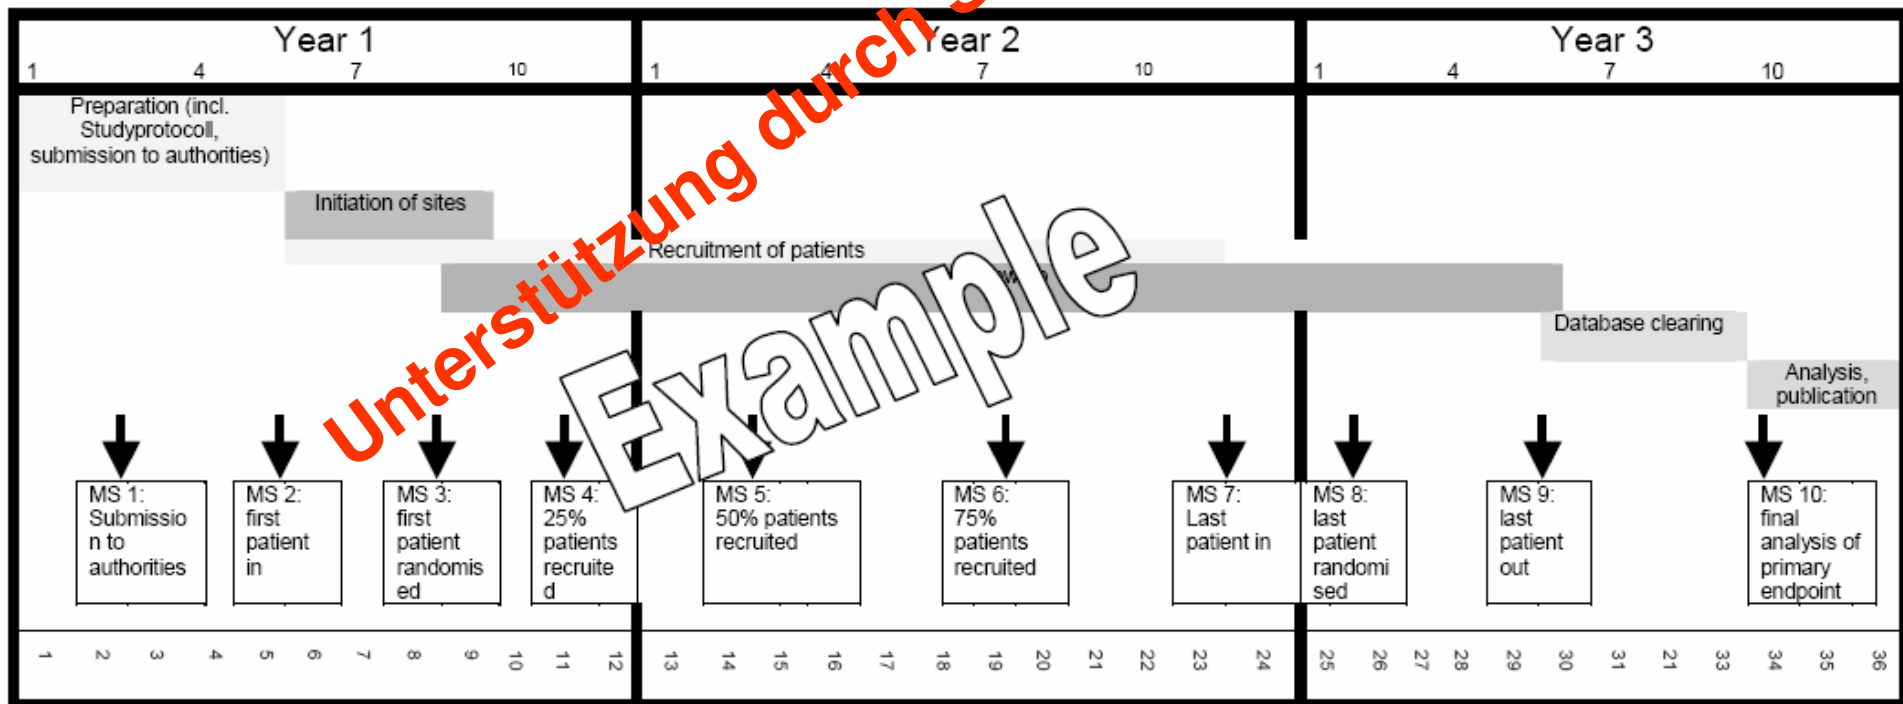 Year 1
Year 2
Year 3
1 4 7 10 1 4 7 10 1 4 7 10
Preparation (incl.
Studyprotocoll,
submission to authorities)
Initiation of sites
Recruitment of patients
Database clearing
Analysis,
publication
Unterstützung durch
Example
MS 1:
Submissio
n to
authorities
MS 2:
first
patient
in
MS 3:
first
patient
randomis
ed
MS 4:
25%
patients
recruite
d
MS 5:
50% patients
recruited
MS 6:
75%
patients
recruited
MS 7:
Last
patient in
MS 8:
last
patient
randomi
sed
MS 9:
last
patient
out
MS 10:
final
analysis of
primary
endpoint
1 2 3 4 5 6 7 8 9 10 11 12 13 14 15 16 17 18 19 20 21 22 23 24 25 26 27 28 29 30 31 21 33 34 35 36